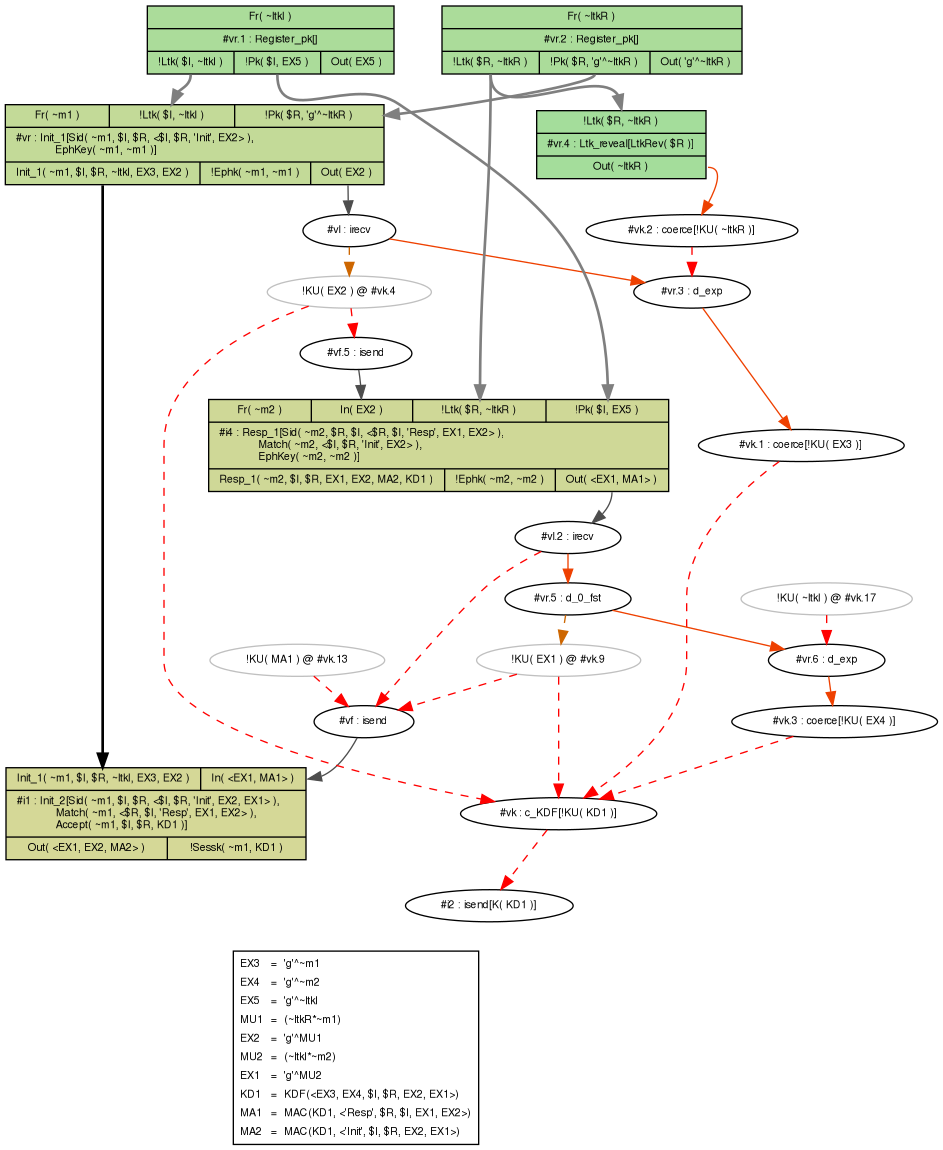 Fr( ~ltkI )
#vr.1 : Register_pk[]
!Ltk( $I, ~ltkI ) !Pk( $I, EX5 ) Out( EX5 )
Fr( ~ltkR )
#vr.2 : Register_pk[]
!Ltk( $R, ~ltkR ) !Pk( $R, 'g'^~ltkR ) Out( 'g'^~ltkR )
Fr( ~m1 ) !Ltk( $I, ~ltkI ) !Pk( $R, 'g'^~ltkR )
#vr : Init_1[Sid( ~m1, $I, $R, <$I, $R, 'Init', EX2> ),
EphKey( ~m1, ~m1 )]
Init_1( ~m1, $I, $R, ~ltkI, EX3, EX2 ) !Ephk( ~m1, ~m1 ) Out( EX2 )
!Ltk( $R, ~ltkR )
#vr.4 : Ltk_reveal[LtkRev( $R )]
Out( ~ltkR )
#vl : irecv
#vk.2 : coerce[!KU( ~ltkR )]
!KU( EX2 ) @ #vk.4
#vr.3 : d_exp
#vf.5 : isend
Fr( ~m2 ) In( EX2 ) !Ltk( $R, ~ltkR ) !Pk( $I, EX5 )
#i4 : Resp_1[Sid( ~m2, $R, $I, <$R, $I, 'Resp', EX1, EX2> ),
Match( ~m2, <$I, $R, 'Init', EX2> ),
EphKey( ~m2, ~m2 )]
Resp_1( ~m2, $I, $R, EX1, EX2, MA2, KD1 ) !Ephk( ~m2, ~m2 ) Out( <EX1, MA1> )
#vk.1 : coerce[!KU( EX3 )]
#vl.2 : irecv
#vr.5 : d_0_fst
!KU( ~ltkI ) @ #vk.17
!KU( MA1 ) @ #vk.13
!KU( EX1 ) @ #vk.9
#vr.6 : d_exp
#vf : isend
#vk.3 : coerce[!KU( EX4 )]
Init_1( ~m1, $I, $R, ~ltkI, EX3, EX2 ) In( <EX1, MA1> )
#i1 : Init_2[Sid( ~m1, $I, $R, <$I, $R, 'Init', EX2, EX1> ),
Match( ~m1, <$R, $I, 'Resp', EX1, EX2> ),
Accept( ~m1, $I, $R, KD1 )]
Out( <EX1, EX2, MA2> ) !Sessk( ~m1, KD1 )
#vk : c_KDF[!KU( KD1 )]
#i2 : isend[K( KD1 )]
EX3 = 'g'^~m1
EX4 = 'g'^~m2
EX5 = 'g'^~ltkI
MU1 = (~ltkR*~m1)
EX2 = 'g'^MU1
MU2 = (~ltkI*~m2)
EX1 = 'g'^MU2
KD1 = KDF(<EX3, EX4, $I, $R, EX2, EX1>)
MA1 = MAC(KD1, <'Resp', $R, $I, EX1, EX2>)
MA2 = MAC(KD1, <'Init', $I, $R, EX2, EX1>)